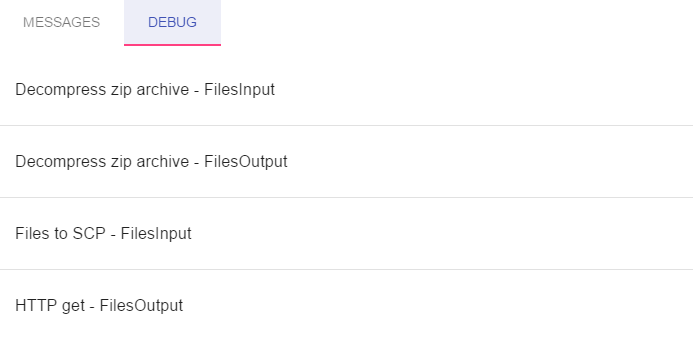 MESSAGES DEBUG
Decompress zip archive - FilesInput
Decompress zip archive - FilesOutput
Files to SCP - FilesInput
HTTP get - FilesOutput